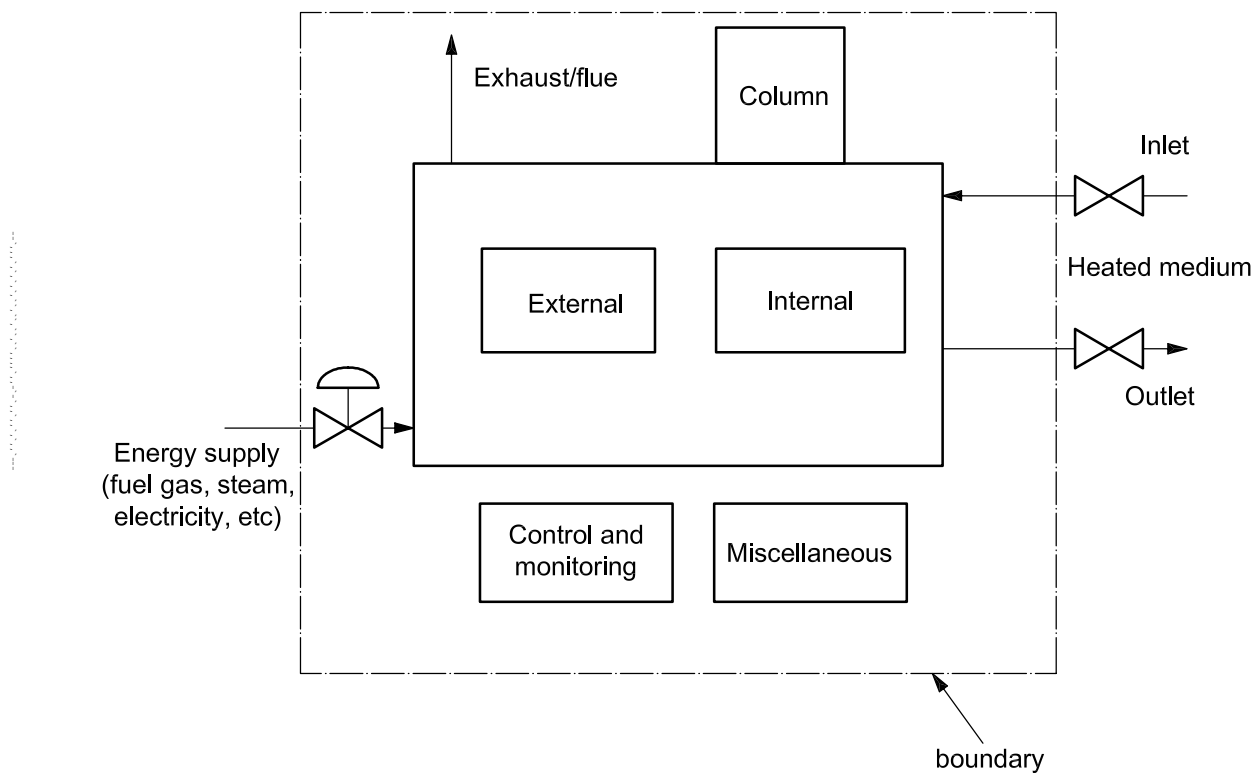 Exhaust/flue
Column
Inlet
Heated medium
External
Internal
Outlet
Energy supply
(fuel gas, steam,
electricity, etc)
Control and
monitoring
Miscellaneous
boundary